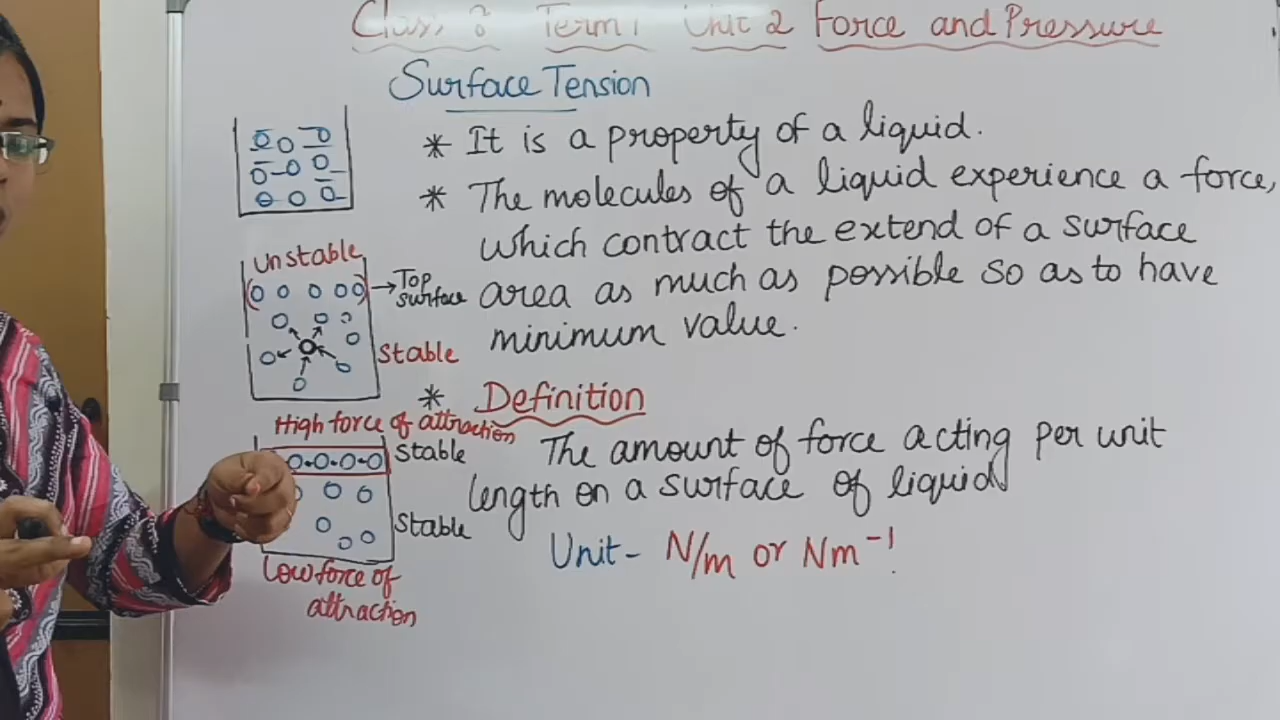 Class 8 Term 1 Unit 2 Force and Pressure
Surface Tension
* It is a property of a liquid.
* The molecules of a liquid experience a force,
which contract the extend of a surface
area as much as possible so as to have
minimum value.
* Definition
The amount of force acting per unit
length on a surface of liquid
Unit - N/m or Nm⁻¹
Unstable
→ Top
surface
Stable
High force of attraction
Stable
Stable
Low force of
attraction